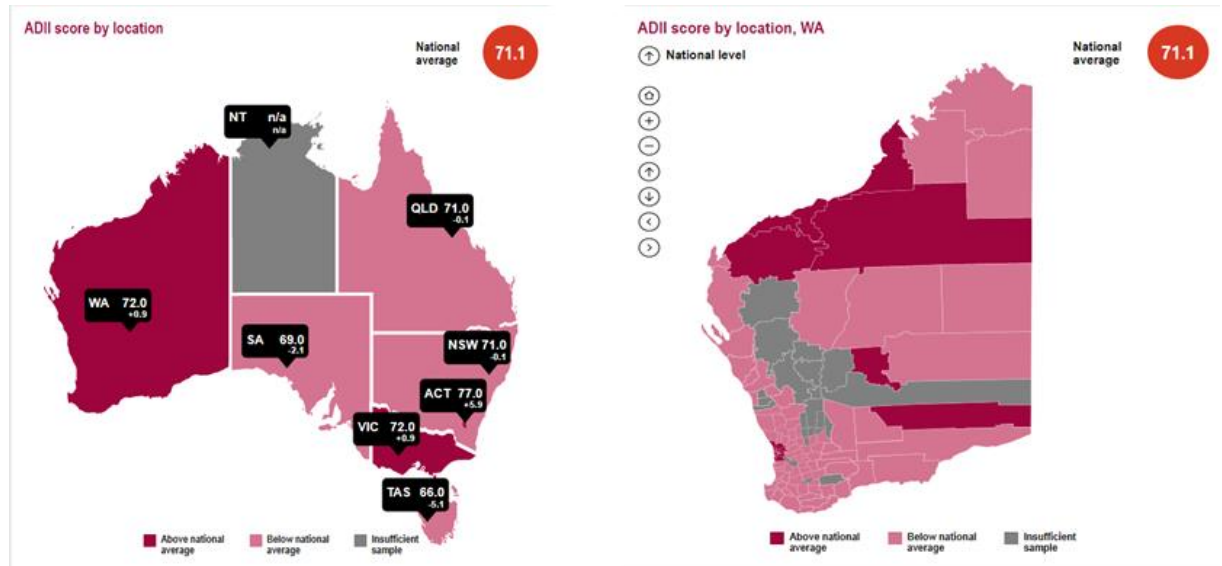 ADII score by location
National
average
71.1
NT n/a
n/a
QLD 71.0
-0.1
WA 72.0
+0.9
SA 69.0
-2.1
NSW 71.0
-0.1
ACT 77.0
+5.9
VIC 72.0
+0.9
TAS 66.0
-5.1
Above national
average
Below national
average
Insufficient
sample
ADII score by location, WA
National level
National
average
71.1
Above national
average
Below national
average
Insufficient
sample